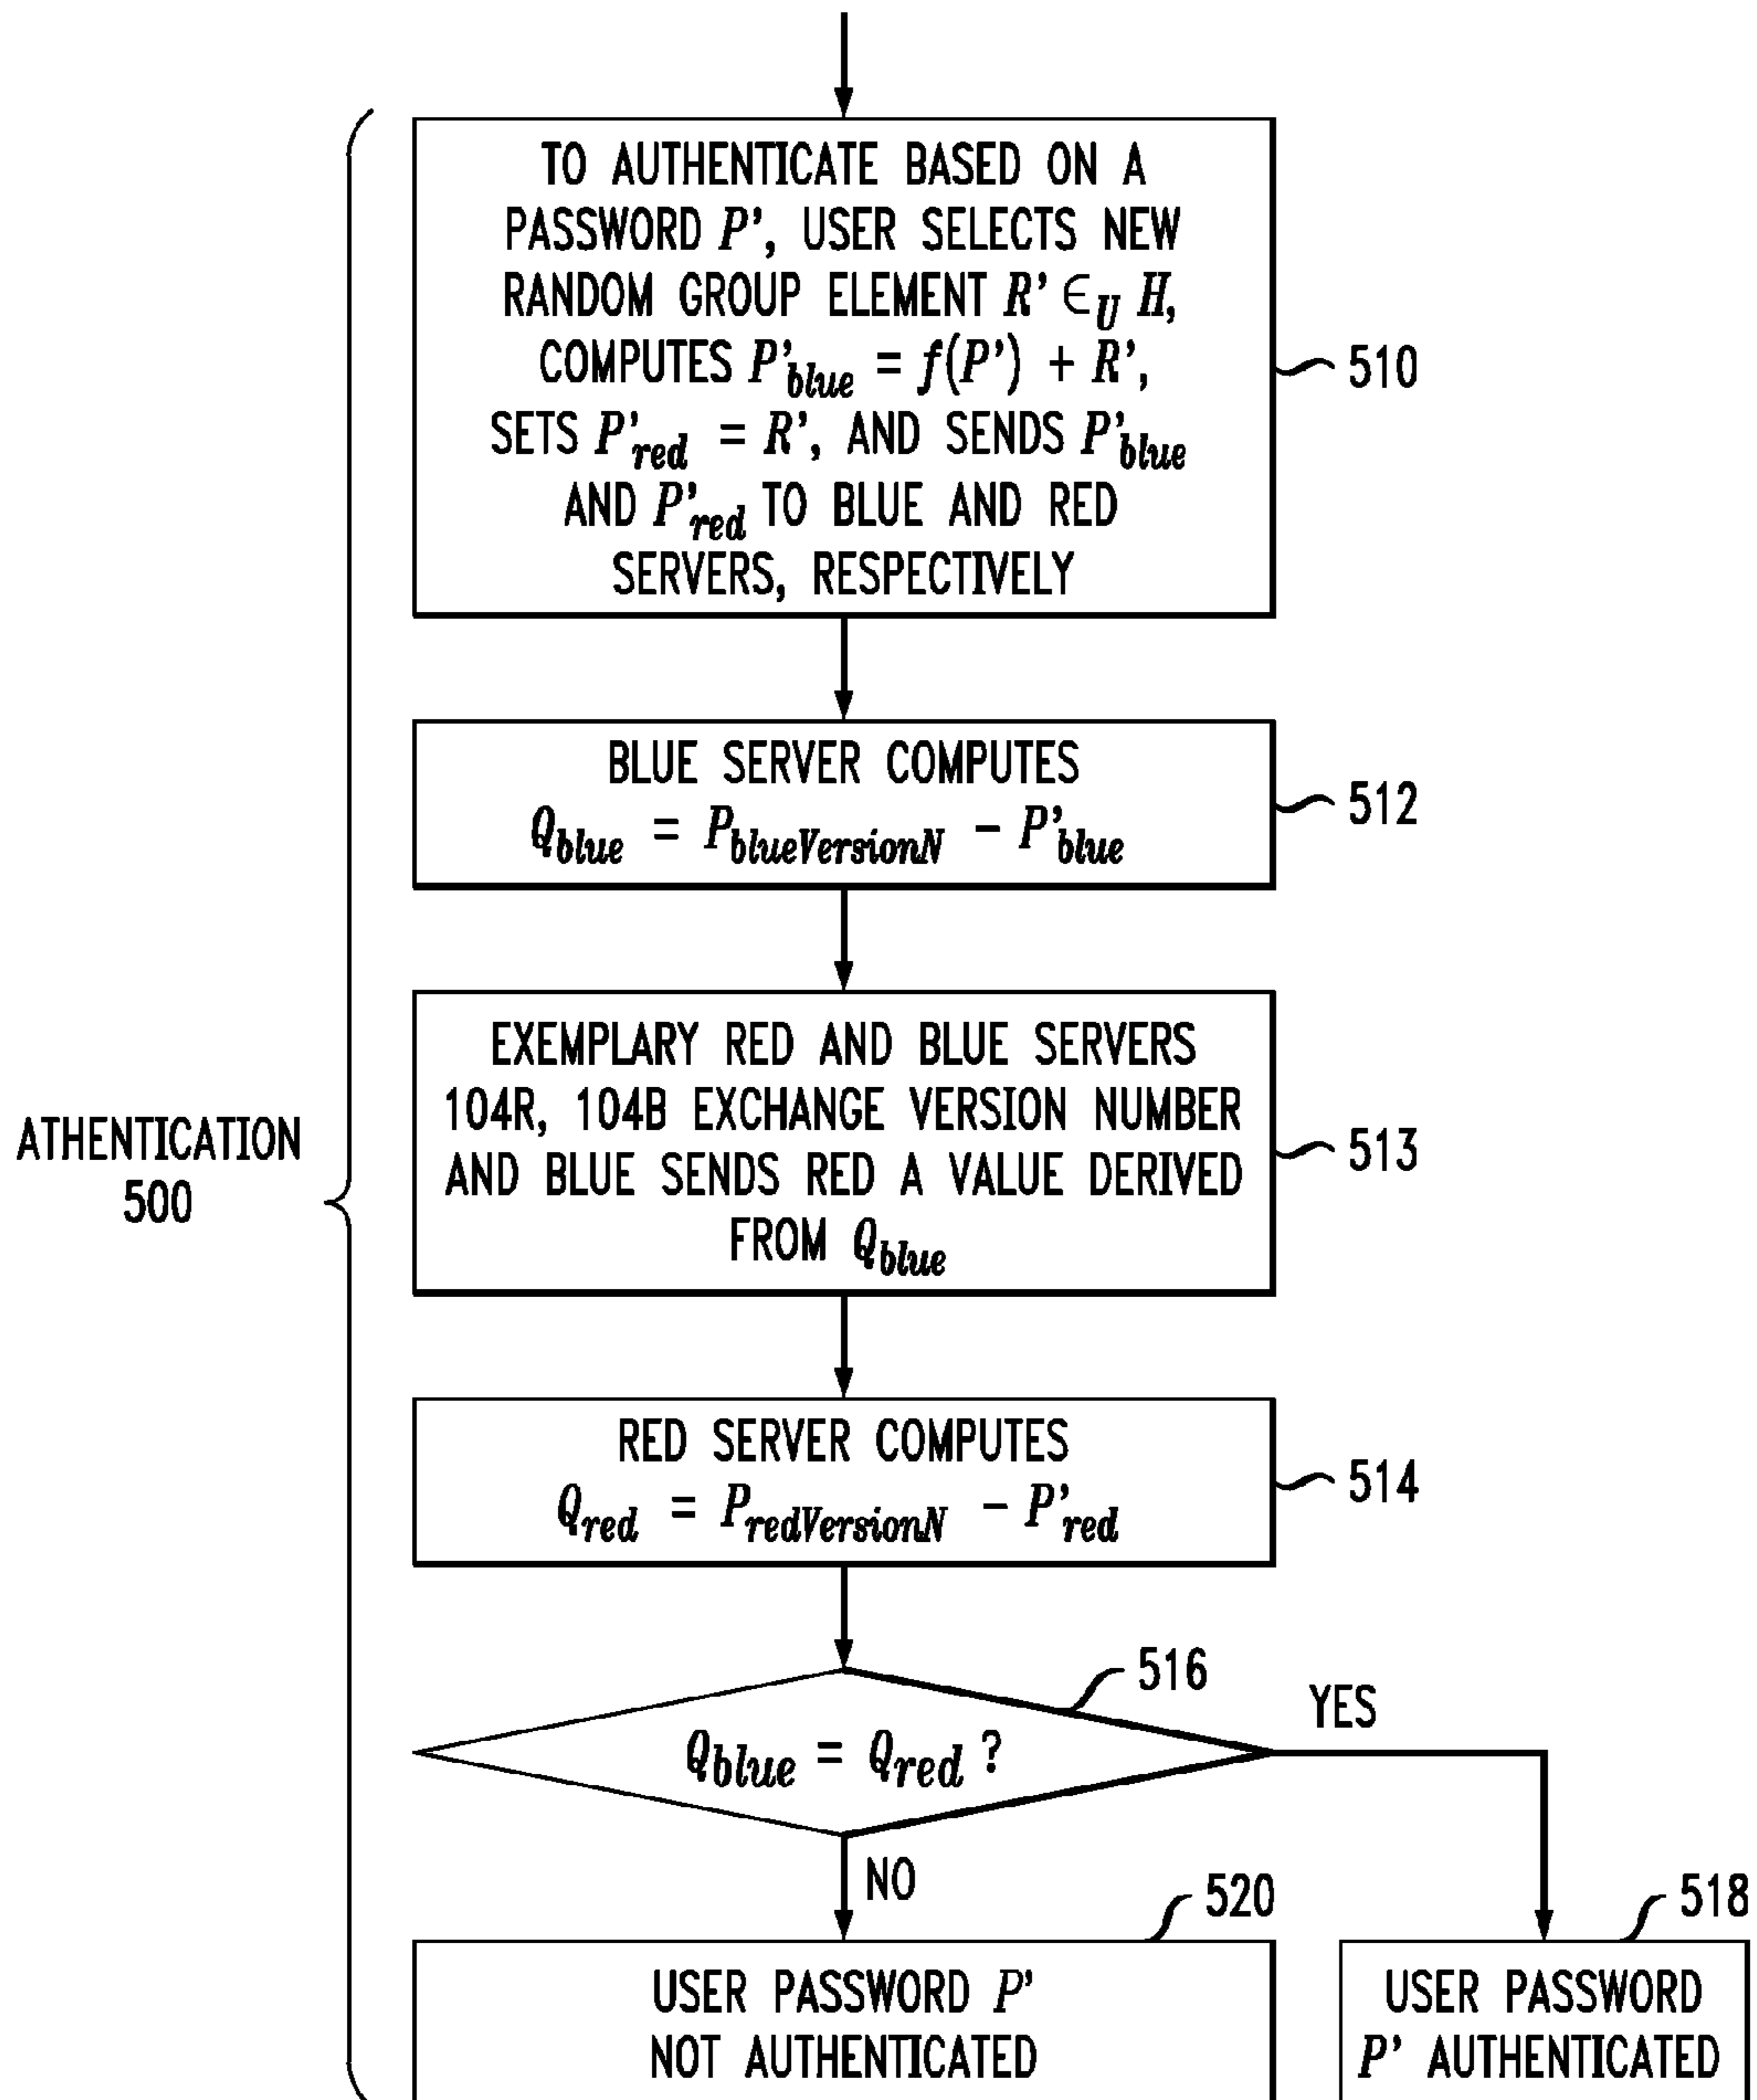 TO AUTHENTICATE BASED ON A
PASSWORD P', USER SELECTS NEW
RANDOM GROUP ELEMENT R' ∈U H,
COMPUTES P'blue = f(P') + R',
SETS P'red = R', AND SENDS P'blue
AND P'red TO BLUE AND RED
SERVERS, RESPECTIVELY
510
BLUE SERVER COMPUTES
Qblue = PblueVersionN - P'blue
512
EXEMPLARY RED AND BLUE SERVERS
104R, 104B EXCHANGE VERSION NUMBER
AND BLUE SENDS RED A VALUE DERIVED
FROM Qblue
513
ATHENTICATION
500
RED SERVER COMPUTES
Qred = PredVersionN - P'red
514
516
Qblue = Qred ?
YES
NO
520
USER PASSWORD P'
NOT AUTHENTICATED
518
USER PASSWORD
P' AUTHENTICATED